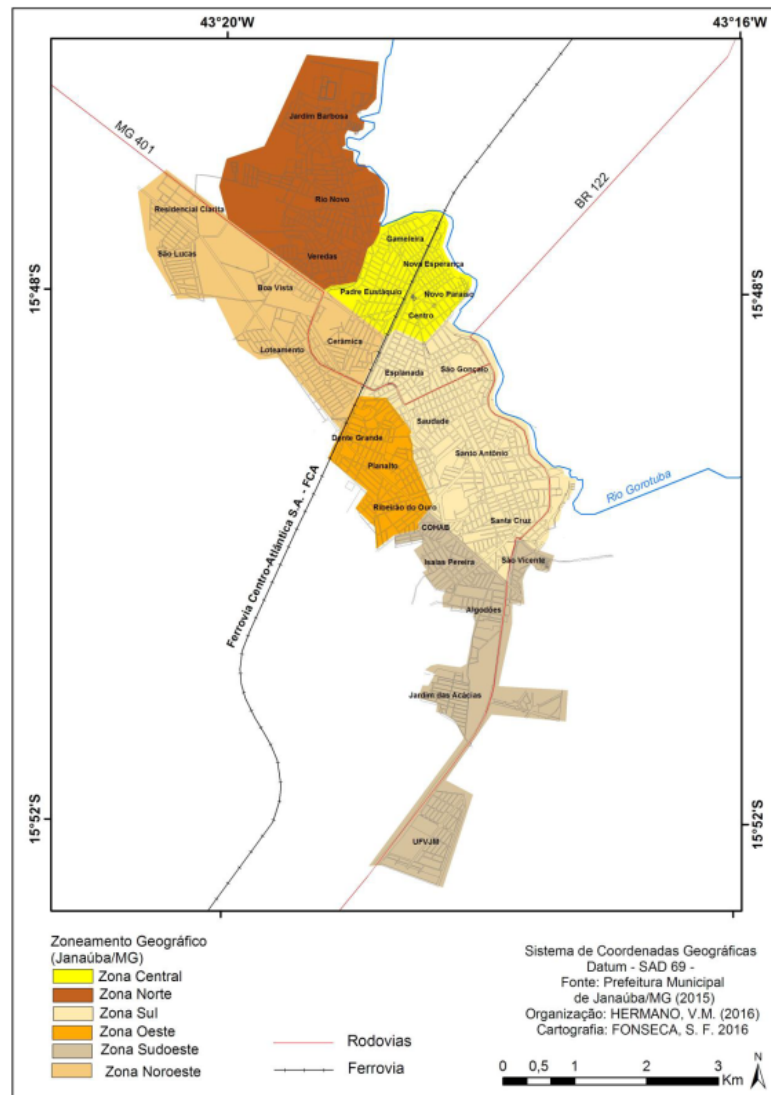 43°20'W
43°16'W
MG 401
BR 122
Jardim Barbosa
Residencial Clarita
Rio Novo
São Lucas
Veredas
Gameleira
Nova Esperança
15°48'S
15°48'S
Boa Vista
Padre Eustáquio
Novo Paraíso
Centro
Loteamento
Cerâmica
Esplanada
São Gonçalo
Dente Grande
Saudade
Planalto
Santo Antônio
Rio Gorotuba
Ribeirão do Ouro
COHAB
Santa Cruz
Ferrovia Centro-Atlântica S.A. - FCA
Isaias Pereira
São Vicente
Algodões
Jardim das Acácias
15°52'S
15°52'S
UFVJM
Zoneamento Geográfico
(Janaúba/MG)
Zona Central
Zona Norte
Zona Sul
Zona Oeste
Zona Sudoeste
Zona Noroeste
Rodovias
Ferrovia
Sistema de Coordenadas Geográficas
Datum - SAD 69 -
Fonte: Prefeitura Municipal
de Janaúba/MG (2015)
Organização: HERMANO, V.M. (2016)
Cartografia: FONSECA, S. F. 2016
0 0,5 1 2 3
Km
N